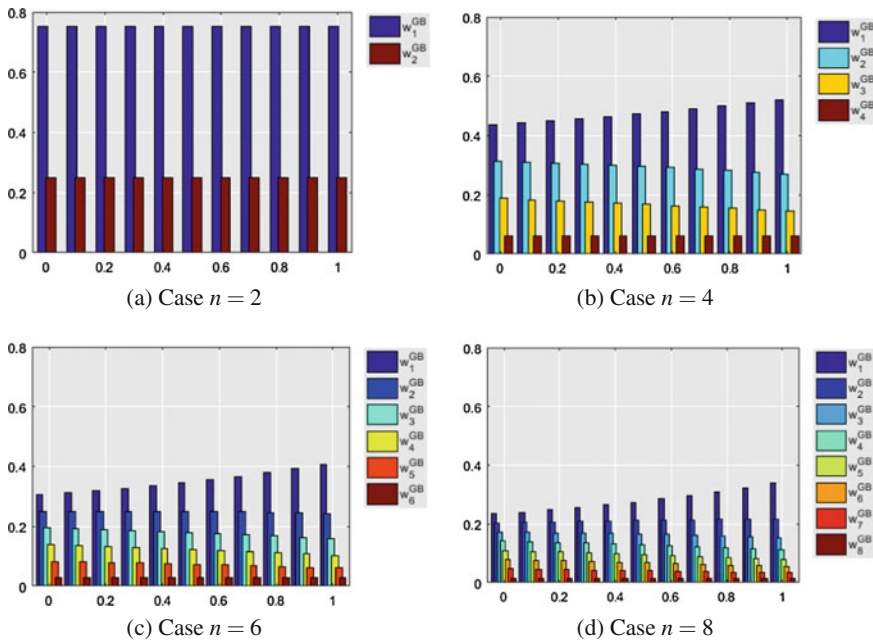 0.8
0.6
0.4
0.2
0
0 0.2 0.4 0.6 0.8 1
w₁ᴳᴮ
w₂ᴳᴮ
(a) Case n = 2
0.8
0.6
0.4
0.2
0
0 0.2 0.4 0.6 0.8 1
w₁ᴳᴮ
w₂ᴳᴮ
w₃ᴳᴮ
w₄ᴳᴮ
(b) Case n = 4
0.8
0.6
0.4
0.2
0
0 0.2 0.4 0.6 0.8 1
w₁ᴳᴮ
w₂ᴳᴮ
w₃ᴳᴮ
w₄ᴳᴮ
w₅ᴳᴮ
w₆ᴳᴮ
(c) Case n = 6
0.8
0.6
0.4
0.2
0
0 0.2 0.4 0.6 0.8 1
w₁ᴳᴮ
w₂ᴳᴮ
w₃ᴳᴮ
w₄ᴳᴮ
w₅ᴳᴮ
w₆ᴳᴮ
w₇ᴳᴮ
w₈ᴳᴮ
(d) Case n = 8